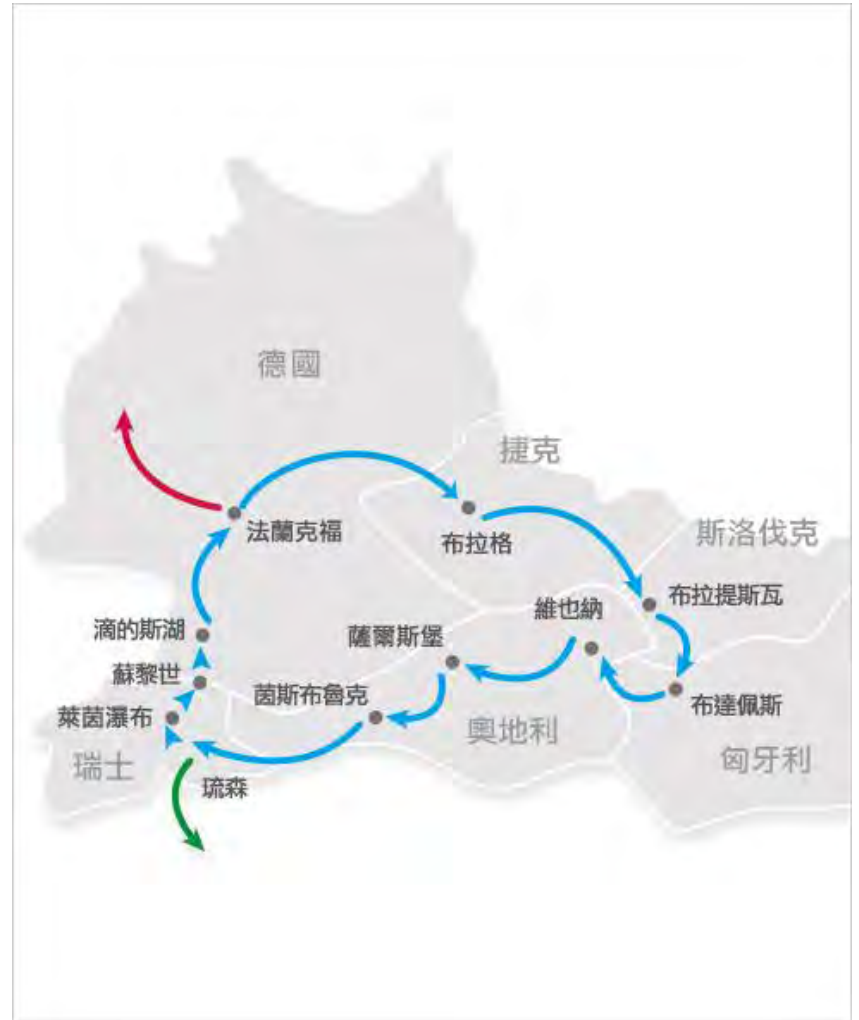 德國
捷克
法蘭克福
布拉格
斯洛伐克
布拉提斯瓦
維也納
滴的斯湖
薩爾斯堡
蘇黎世
茵斯布魯克
布達佩斯
萊茵瀑布
奧地利
匈牙利
瑞士
琉森